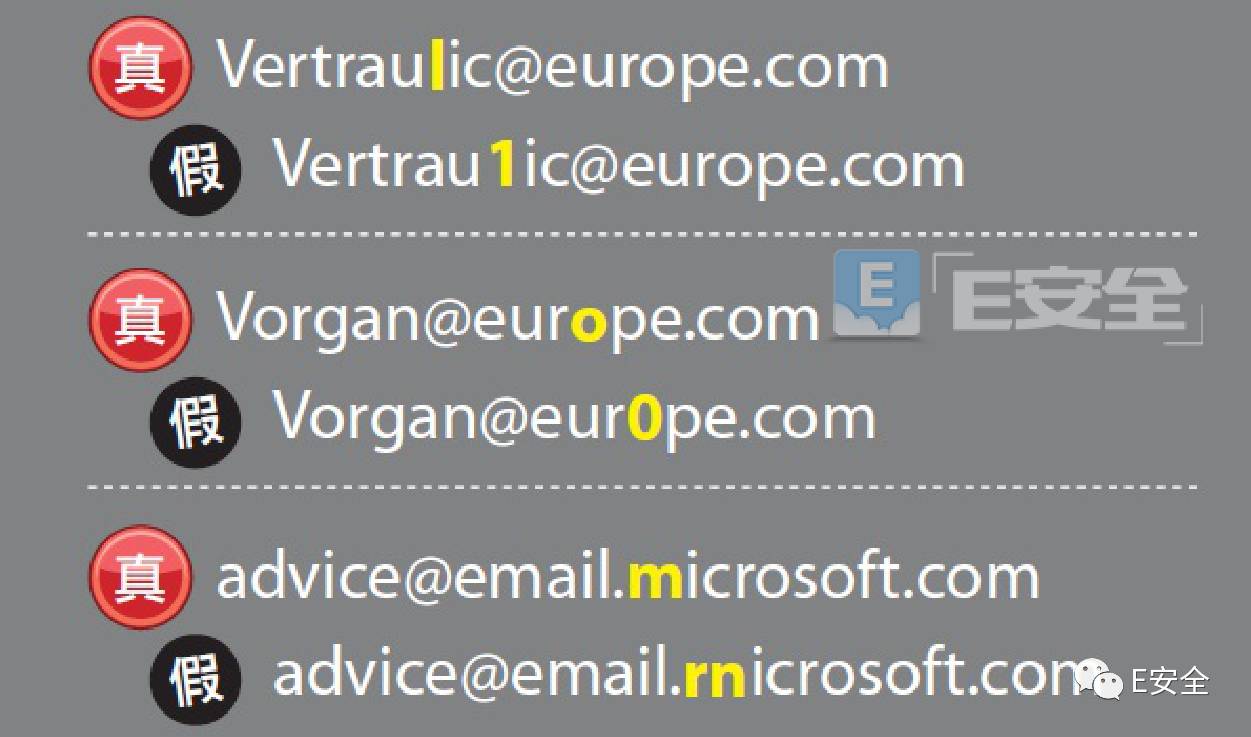 真 Vertraulic@europe.com
假 Vertrau1ic@europe.com
真 Vorgan@europe.com
E E安全
假 Vorgan@eur0pe.com
真 advice@email.microsoft.com
假 advice@email.rnicrosoft.com
E安全